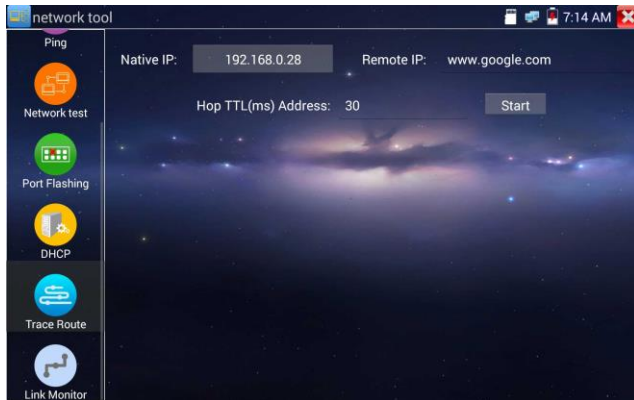 network tool
7:14 AM
Ping
Network test
Port Flashing
DHCP
Trace Route
Link Monitor
Native IP: 192.168.0.28 Remote IP: www.google.com
Hop TTL(ms) Address: 30 Start